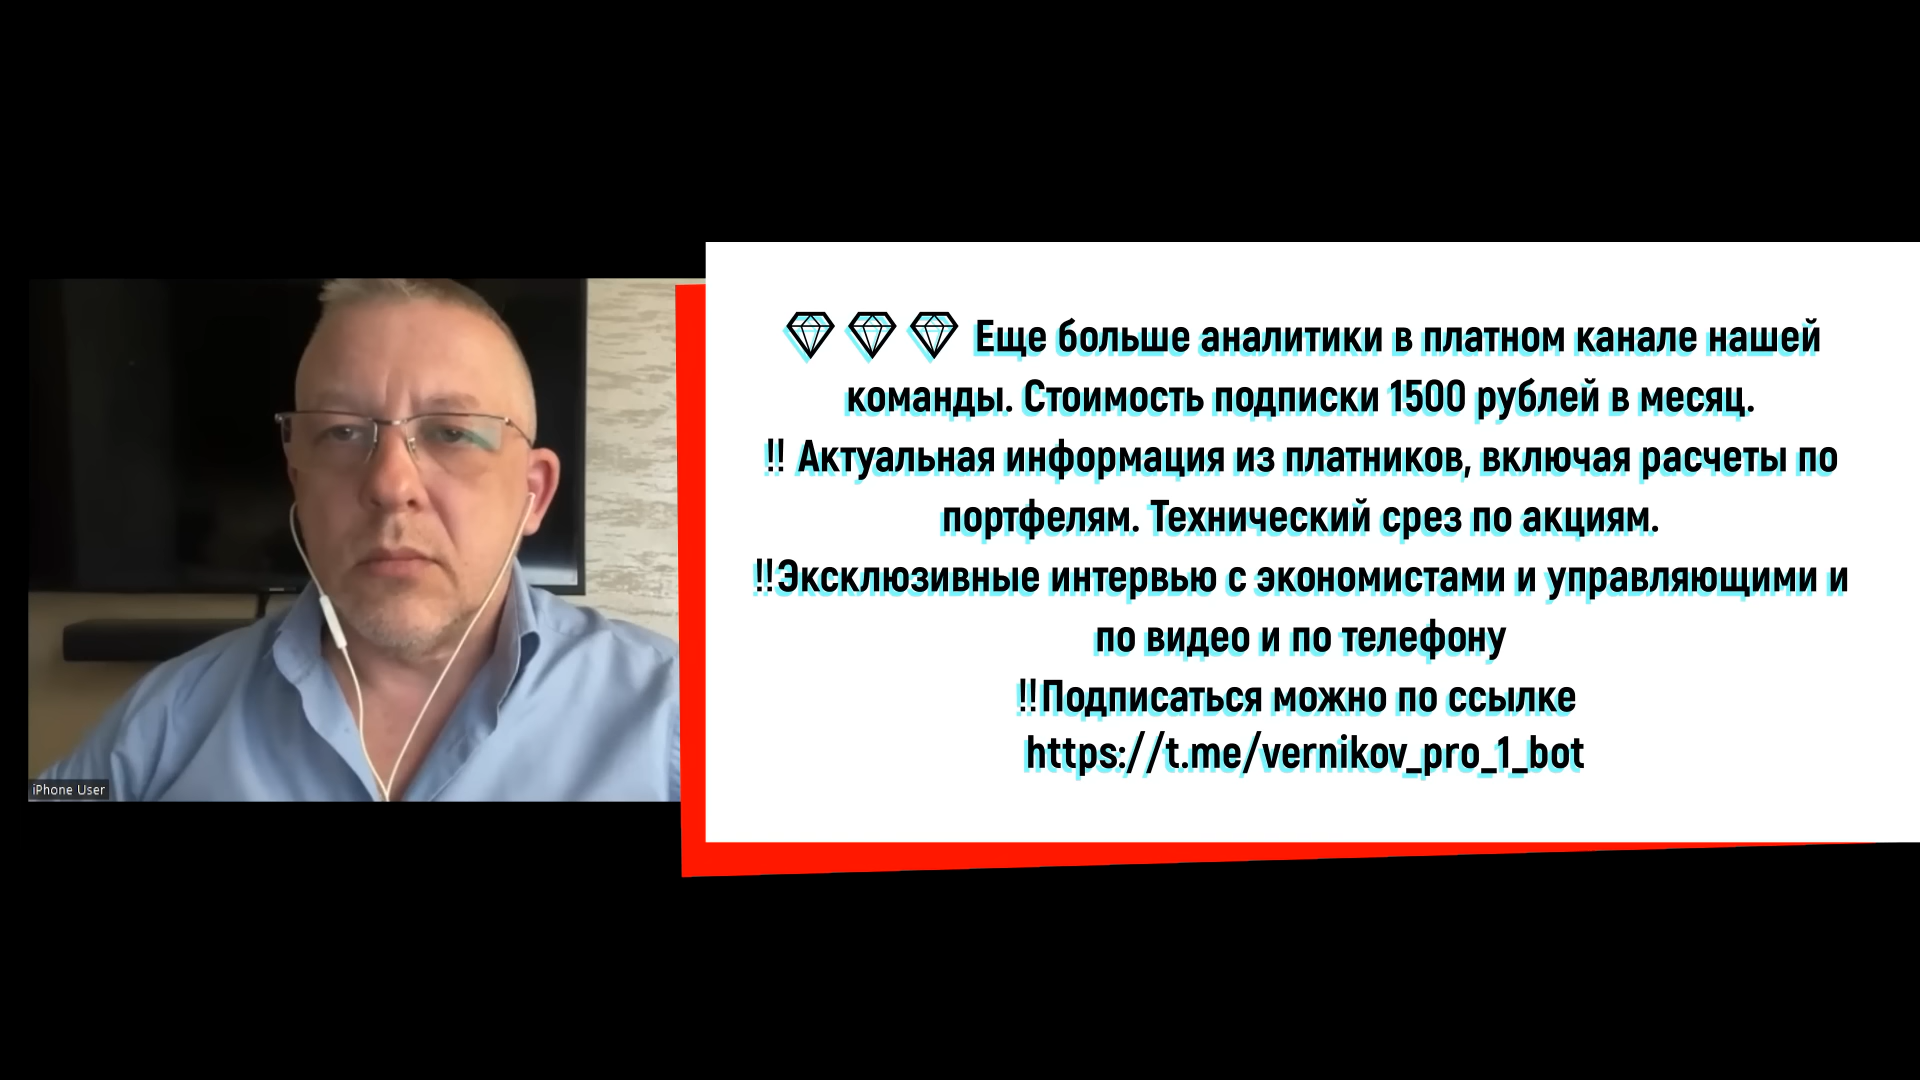 💎 💎 💎 Еще больше аналитики в платном канале нашей
команды. Стоимость подписки 1500 рублей в месяц.
‼ Актуальная информация из платников, включая расчеты по
портфелям. Технический срез по акциям.
‼Эксклюзивные интервью с экономистами и управляющими и
по видео и по телефону
‼Подписаться можно по ссылке
https://t.me/vernikov_pro_1_bot
iPhone User